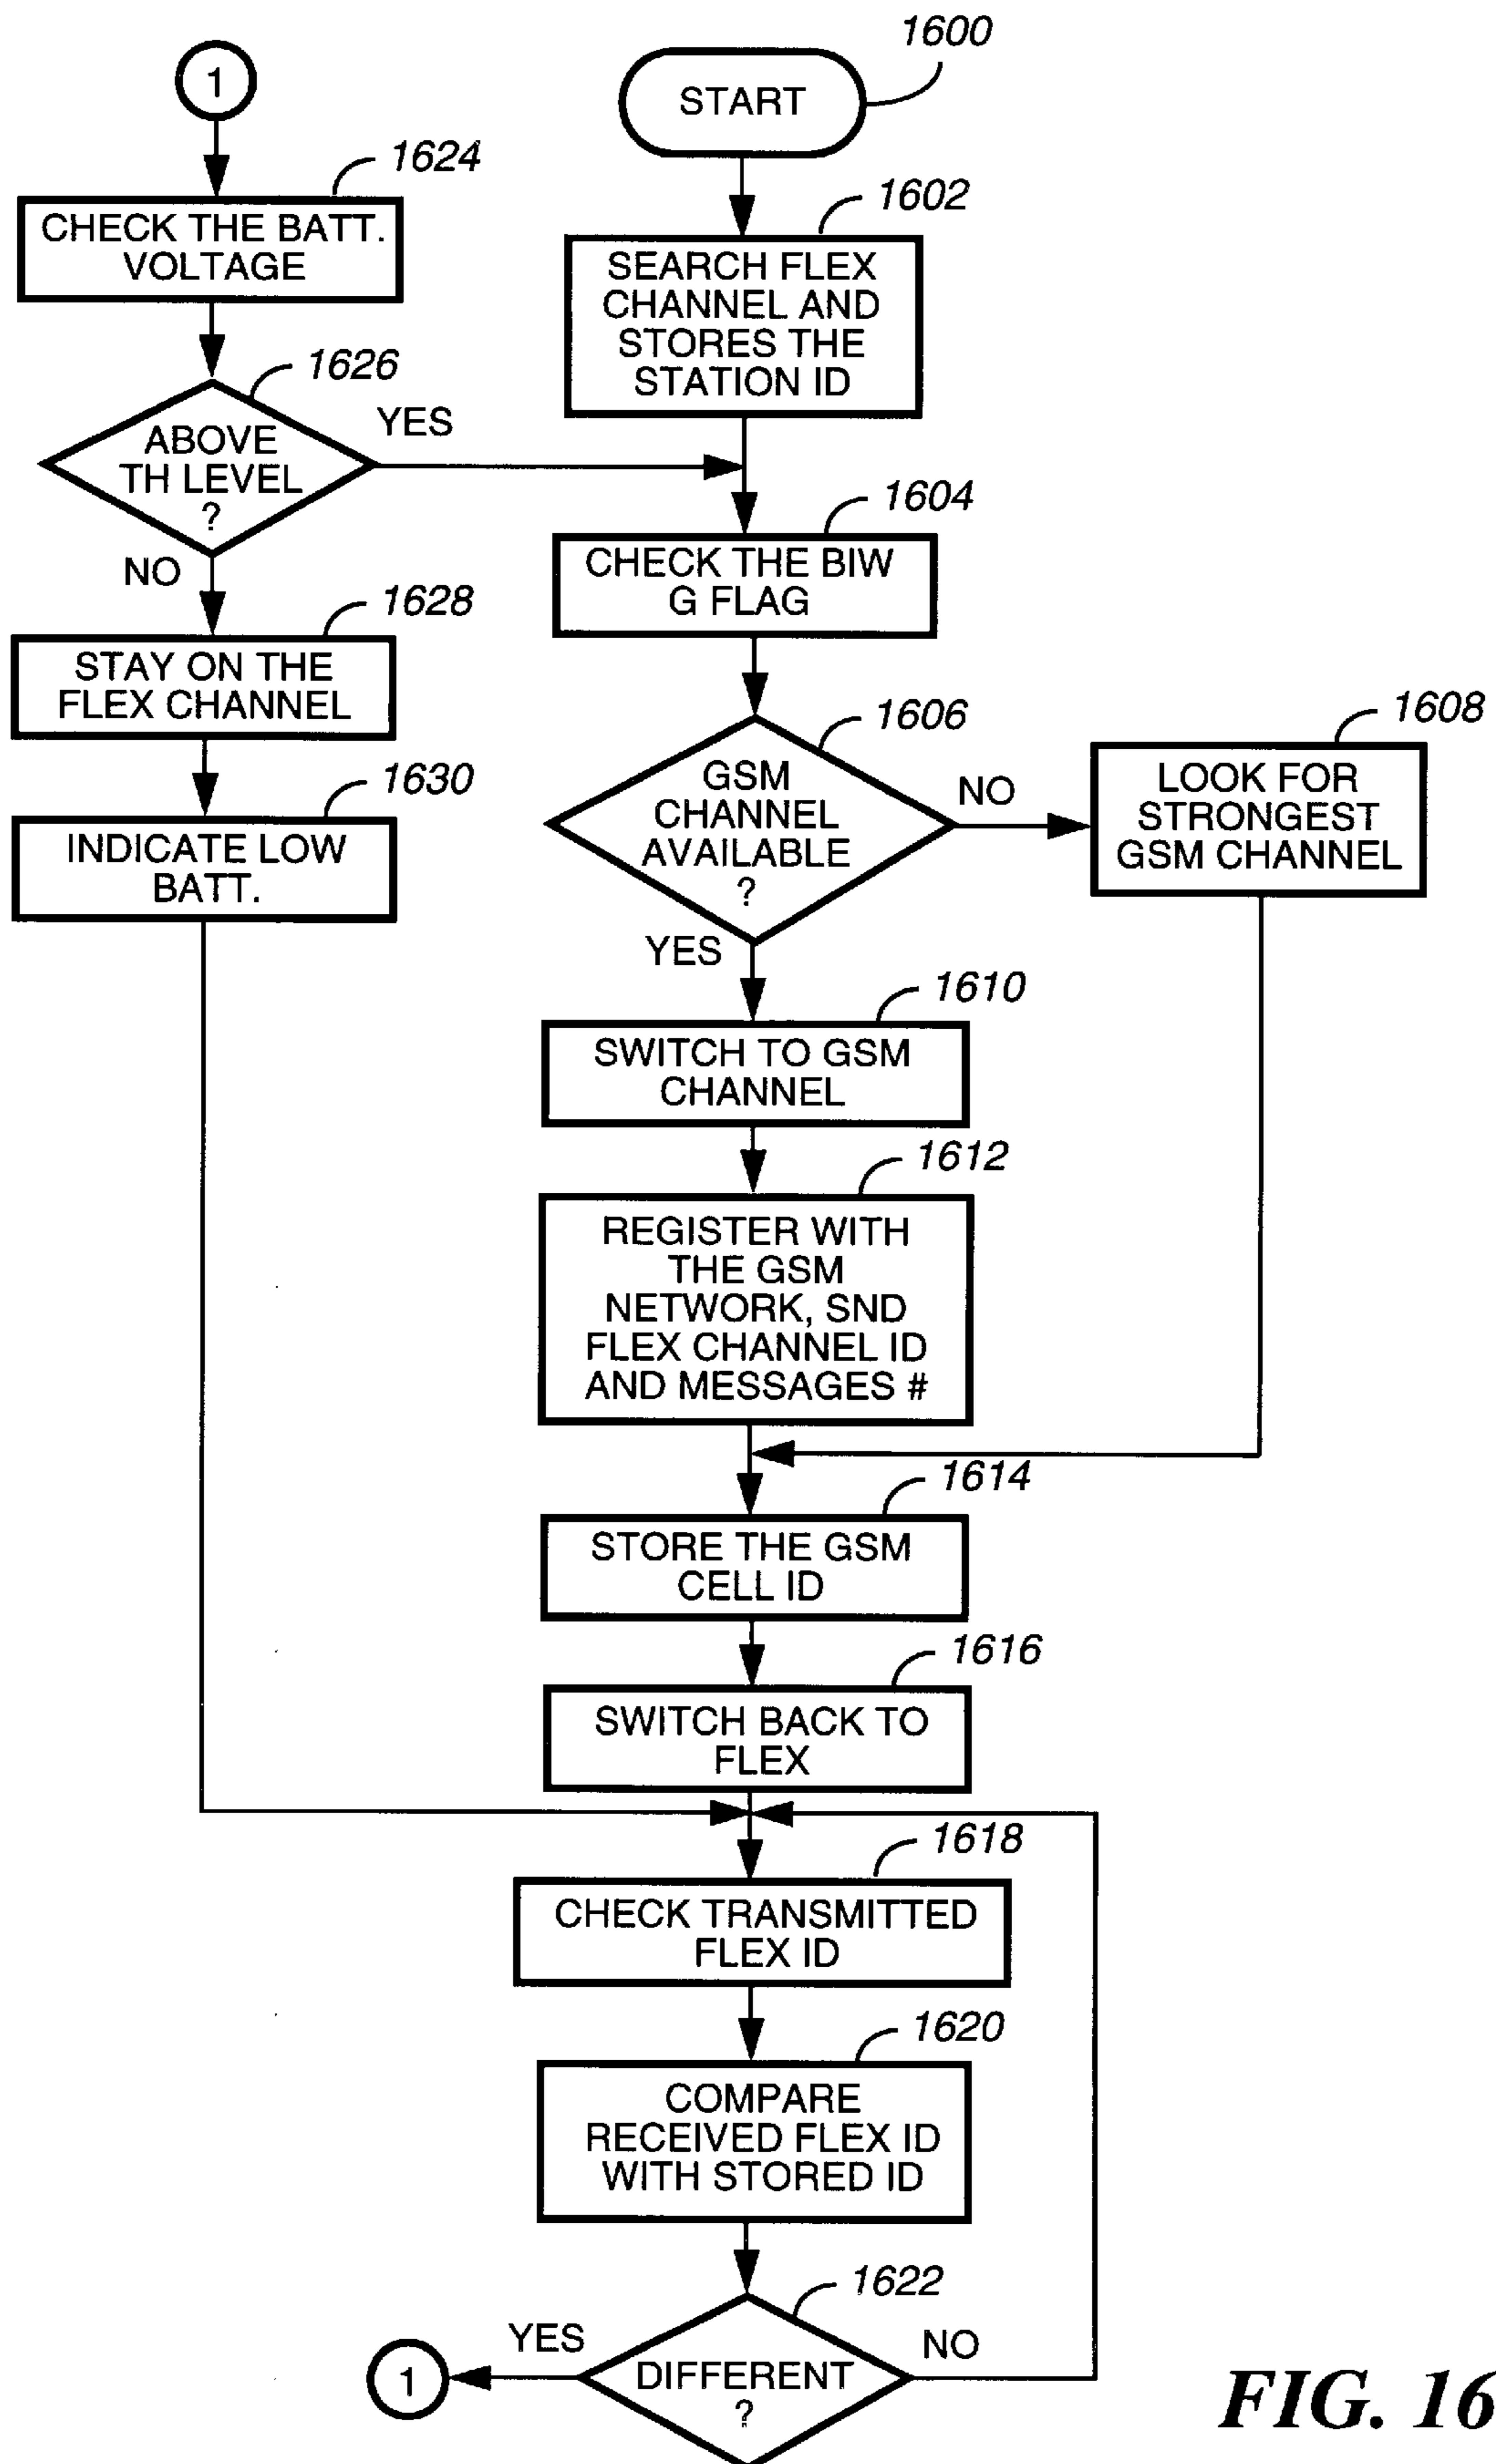 1
1624
CHECK THE BATT.
VOLTAGE
1626
ABOVE
TH LEVEL
?
YES
NO
1628
STAY ON THE
FLEX CHANNEL
1630
INDICATE LOW
BATT.
1600
START
1602
SEARCH FLEX
CHANNEL AND
STORES THE
STATION ID
1604
CHECK THE BIW
G FLAG
1606
GSM
CHANNEL
AVAILABLE
?
NO
1608
LOOK FOR
STRONGEST
GSM CHANNEL
YES
1610
SWITCH TO GSM
CHANNEL
1612
REGISTER WITH
THE GSM
NETWORK, SND
FLEX CHANNEL ID
AND MESSAGES #
1614
STORE THE GSM
CELL ID
1616
SWITCH BACK TO
FLEX
1618
CHECK TRANSMITTED
FLEX ID
1620
COMPARE
RECEIVED FLEX ID
WITH STORED ID
1622
DIFFERENT
?
YES
NO
1
FIG. 16